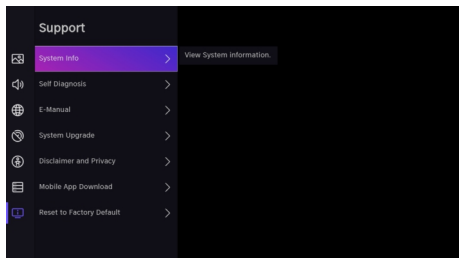 Support
System Info
View System information.
Self Diagnosis
E-Manual
System Upgrade
Disclaimer and Privacy
Mobile App Download
Reset to Factory Default